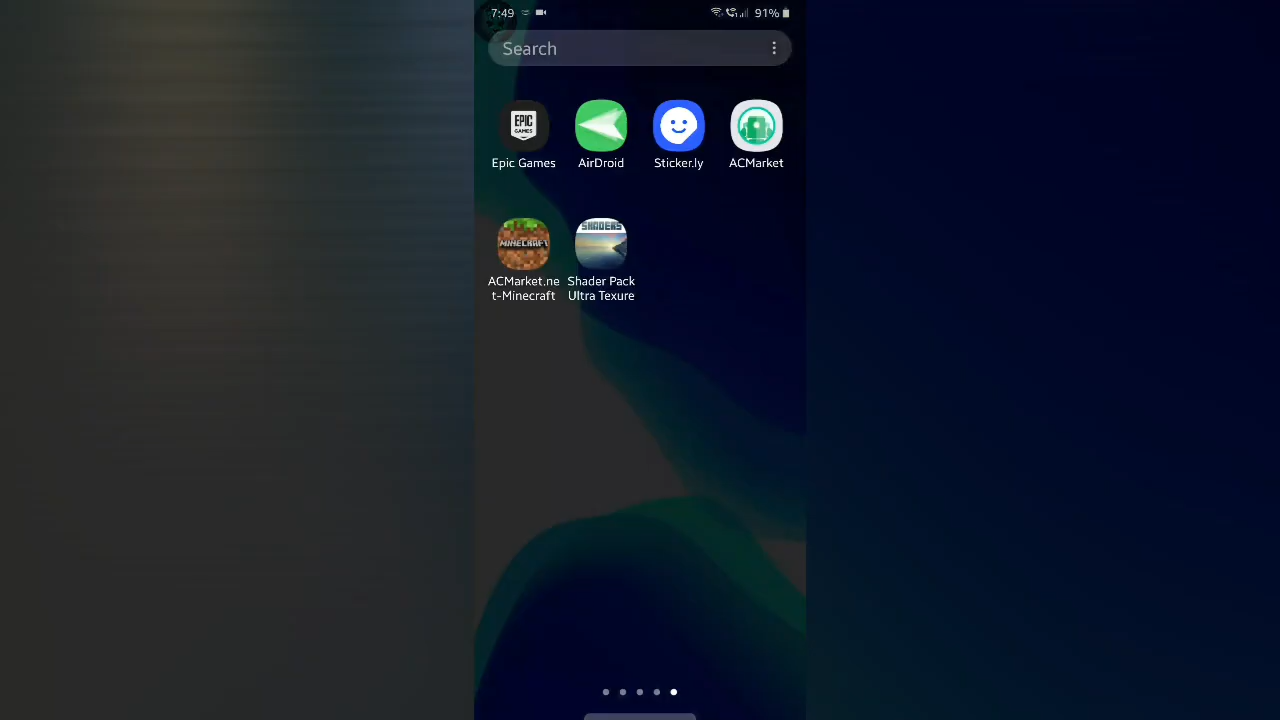 7:49
91%
Search
EPIC
GAMES
SHADERS
MINECRAFT
Epic Games
AirDroid
Sticker.ly
ACMarket
ACMarket.ne
t-Minecraft
Shader Pack
Ultra Texure